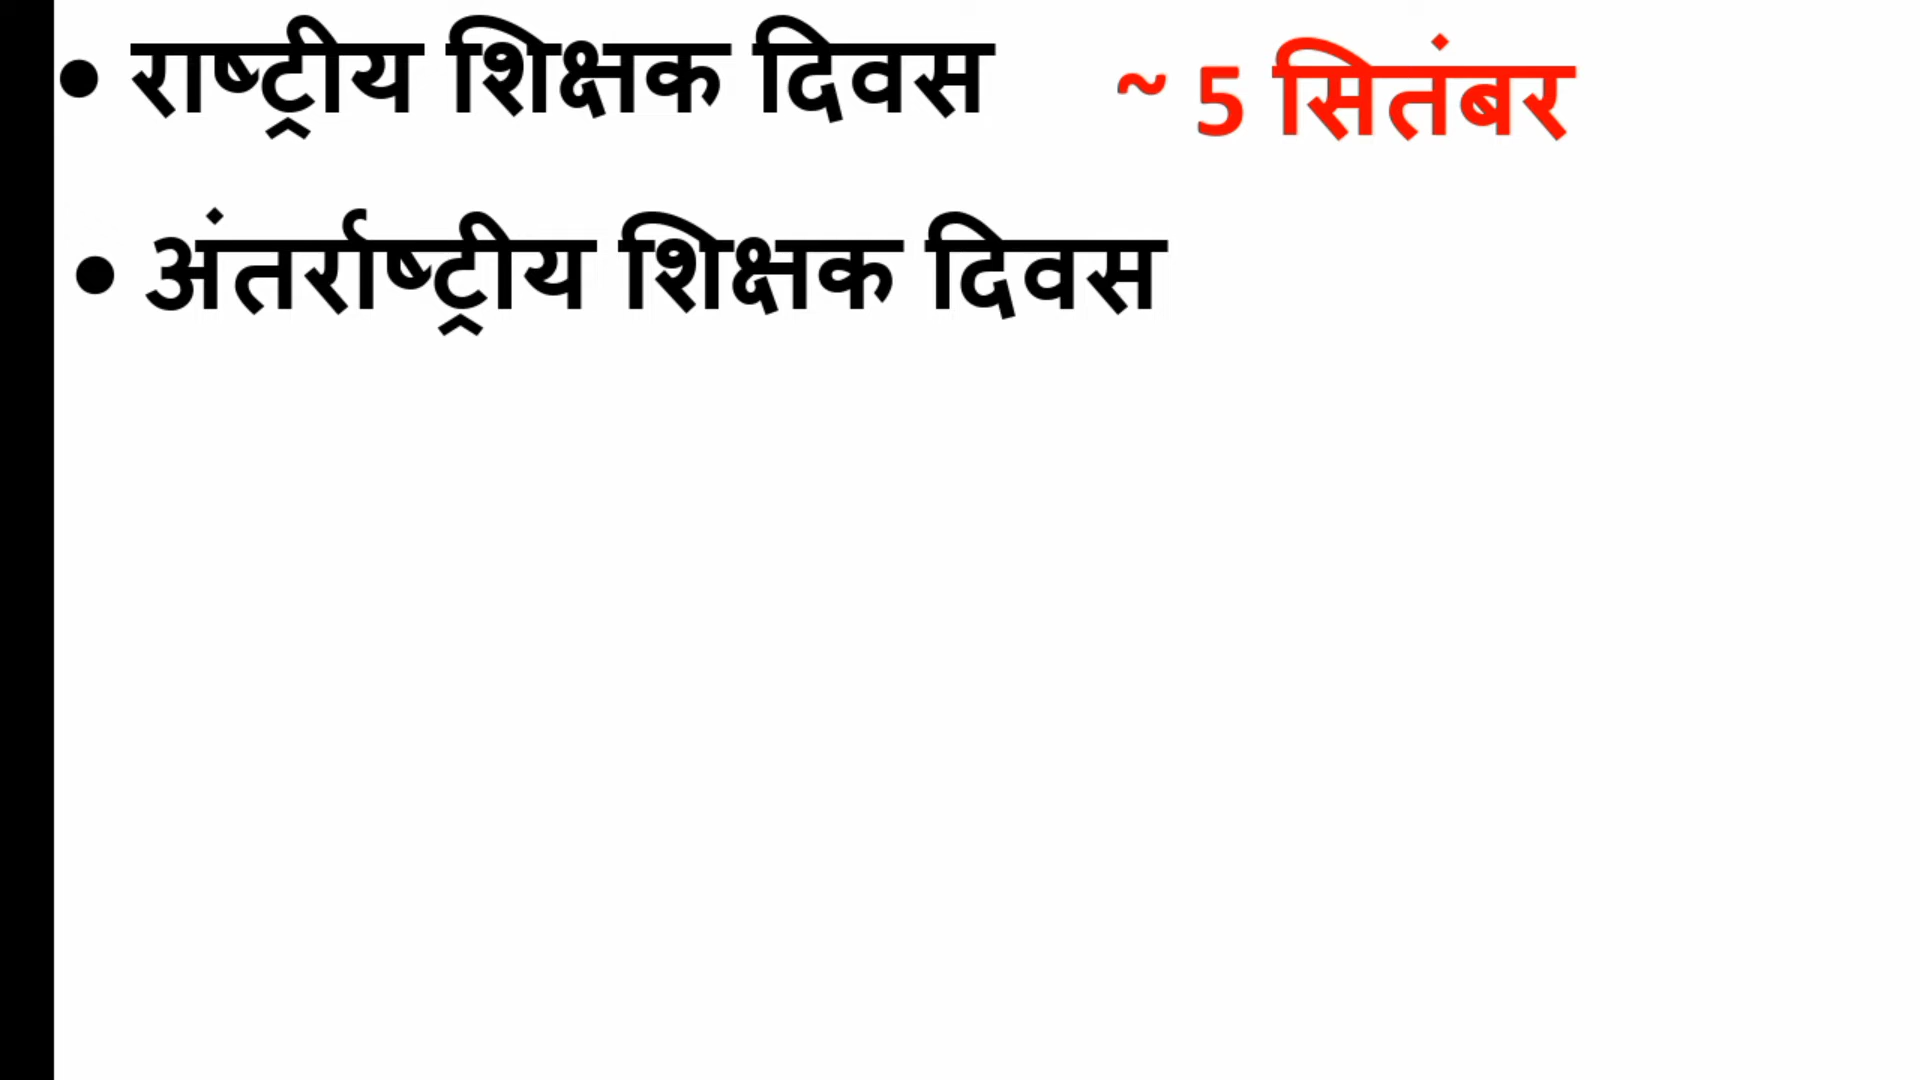 • राष्ट्रीय शिक्षक दिवस ~ 5 सितंबर
• अंतर्राष्ट्रीय शिक्षक दिवस